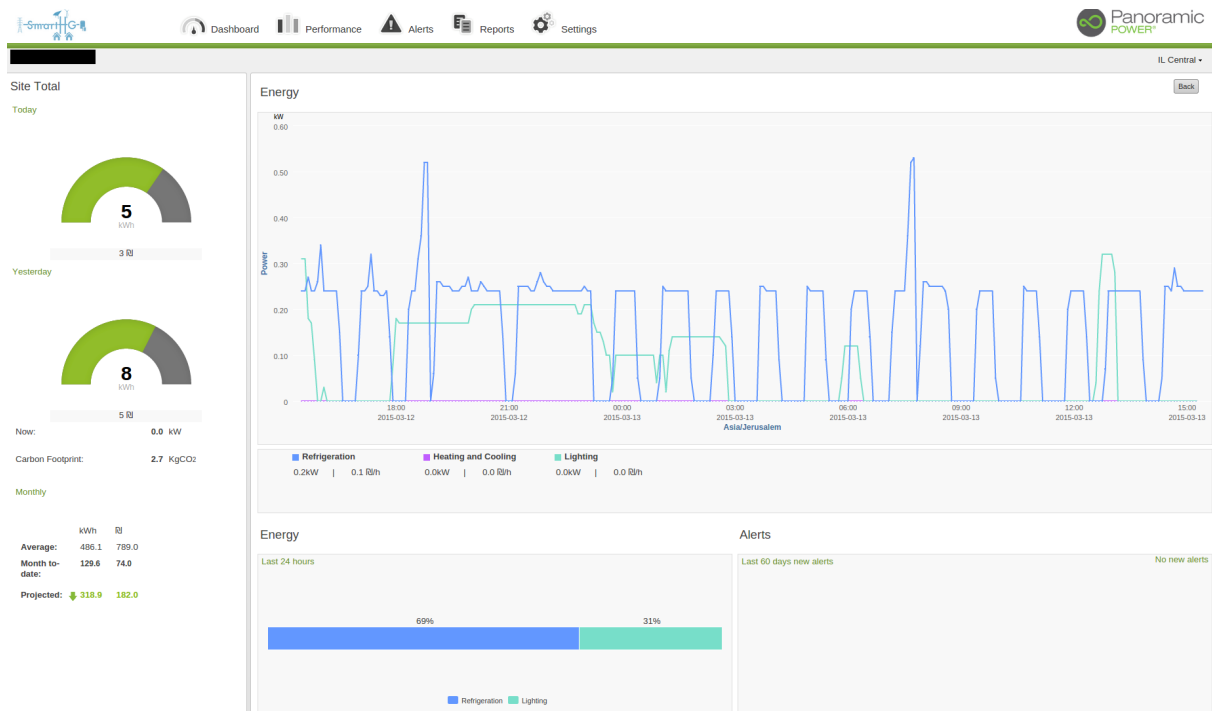 SmartHG
Dashboard
Performance
Alerts
Reports
Settings
Panoramic
POWER®
IL Central
Site Total
Today
5
kWh
3 ₪
Yesterday
8
kWh
5 ₪
Now: 0.0 kW
Carbon Footprint: 2.7 KgCO2
Monthly
kWh ₪
Average: 486.1 789.0
Month to-date: 129.6 74.0
Projected: 318.9 182.0
Energy
Back
kW
0.60
0.50
0.40
0.30
0.20
0.10
0
Power
18:00 21:00 00:00 03:00 06:00 09:00 12:00 15:00
2015-03-12 2015-03-12 2015-03-13 2015-03-13 2015-03-13 2015-03-13 2015-03-13 2015-03-13
Asia/Jerusalem
Refrigeration Heating and Cooling Lighting
0.2kW | 0.1 ₪/h 0.0kW | 0.0 ₪/h 0.0kW | 0.0 ₪/h
Energy
Last 24 hours
69% 31%
Refrigeration Lighting
Alerts
Last 60 days new alerts
No new alerts